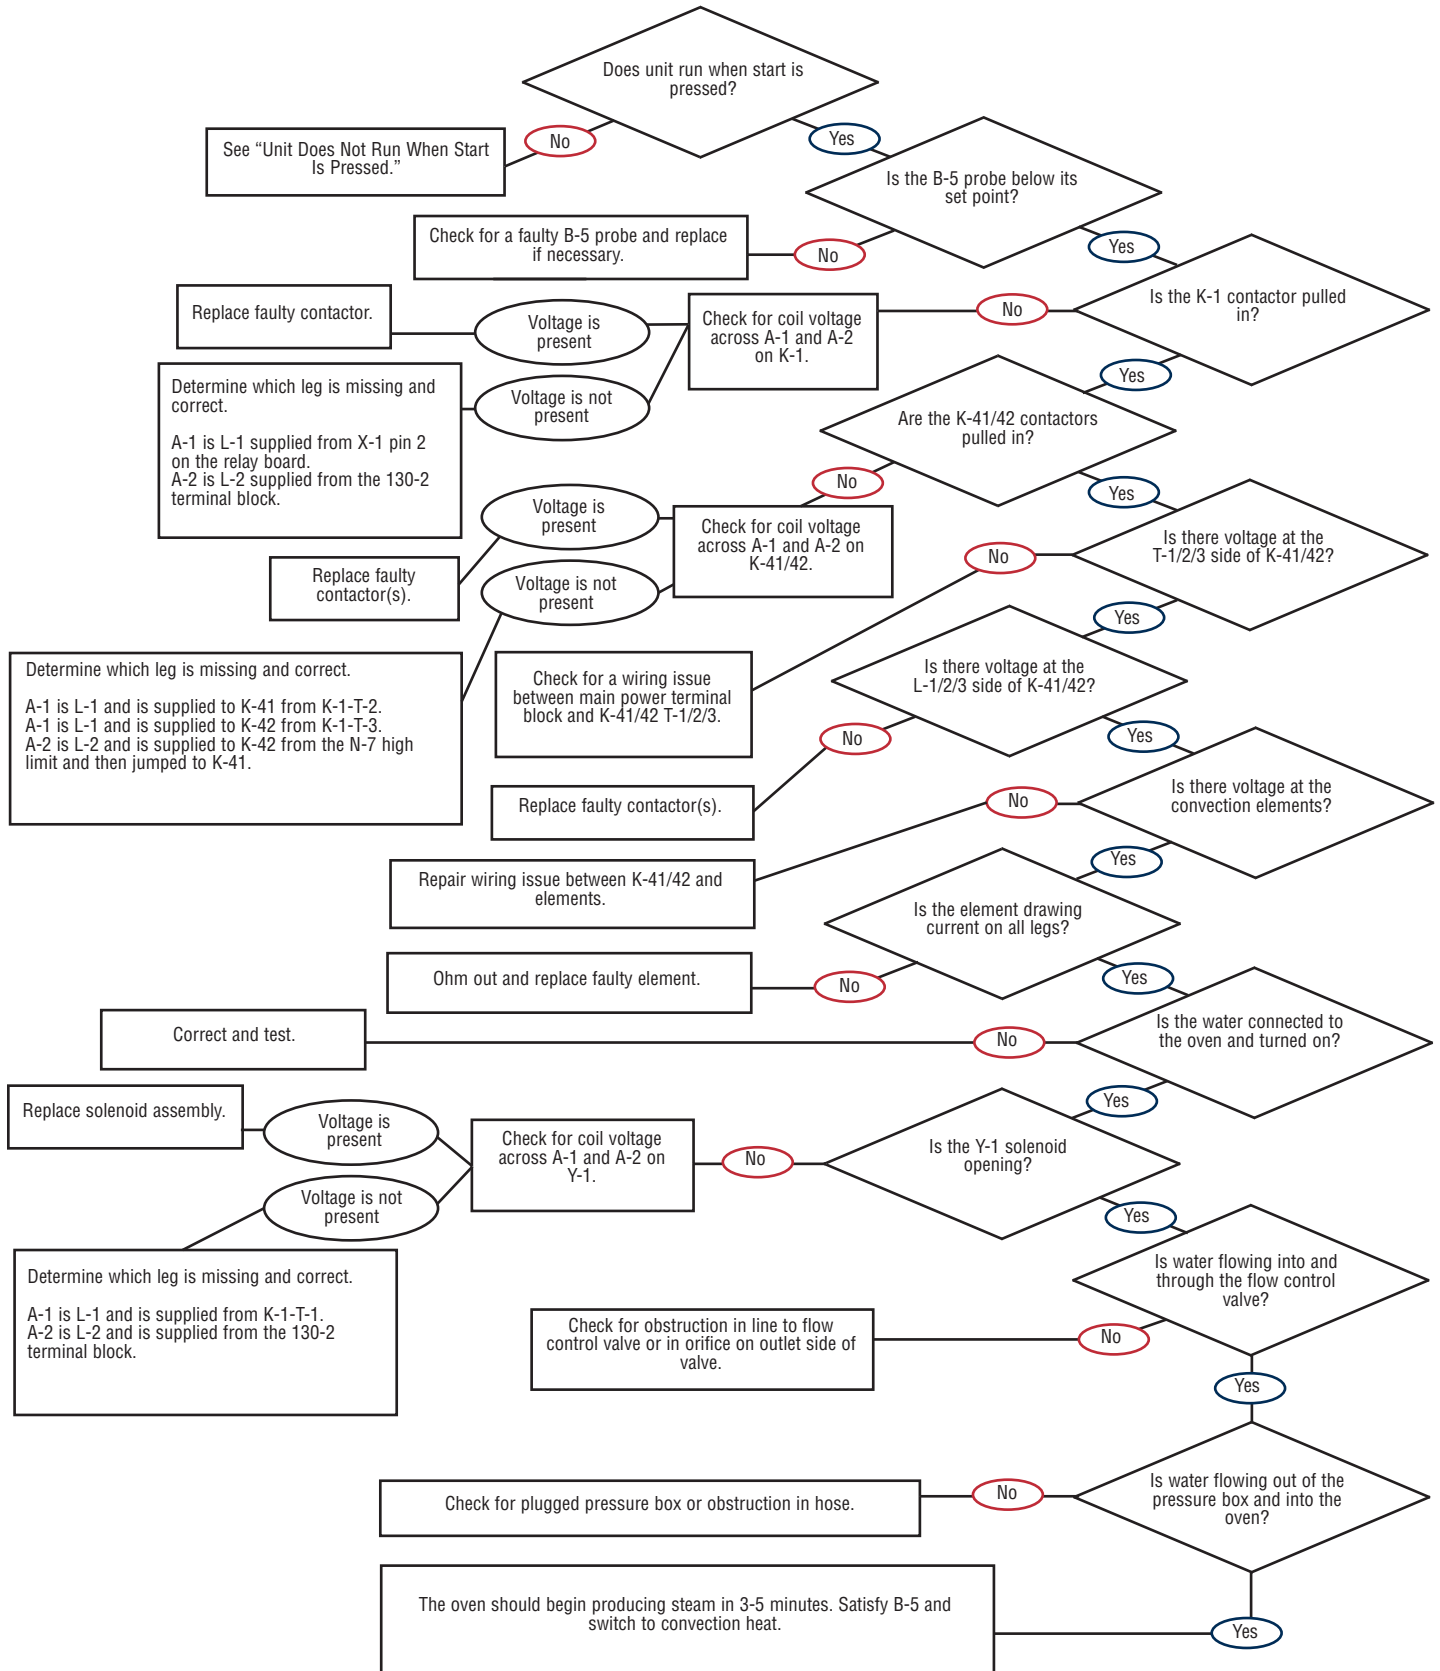 Does unit run when start is
pressed?
No
Yes
See “Unit Does Not Run When Start
Is Pressed.”
Is the B-5 probe below its
set point?
No
Yes
Check for a faulty B-5 probe and replace
if necessary.
Is the K-1 contactor pulled
in?
No
Yes
Check for coil voltage
across A-1 and A-2
on K-1.
Voltage is
present
Replace faulty contactor.
Voltage is not
present
Determine which leg is missing and
correct.
A-1 is L-1 supplied from X-1 pin 2
on the relay board.
A-2 is L-2 supplied from the 130-2
terminal block.
Are the K-41/42 contactors
pulled in?
No
Yes
Check for coil voltage
across A-1 and A-2 on
K-41/42.
Voltage is
present
Replace faulty
contactor(s).
Voltage is not
present
Determine which leg is missing and correct.
A-1 is L-1 and is supplied to K-41 from K-1-T-2.
A-1 is L-1 and is supplied to K-42 from K-1-T-3.
A-2 is L-2 and is supplied to K-42 from the N-7 high
limit and then jumped to K-41.
Is there voltage at the
T-1/2/3 side of K-41/42?
No
Yes
Check for a wiring issue
between main power terminal
block and K-41/42 T-1/2/3.
Is there voltage at the
L-1/2/3 side of K-41/42?
No
Yes
Replace faulty contactor(s).
Is there voltage at the
convection elements?
No
Yes
Repair wiring issue between K-41/42 and
elements.
Is the element drawing
current on all legs?
No
Yes
Ohm out and replace faulty element.
Is the water connected to
the oven and turned on?
No
Yes
Correct and test.
Is the Y-1 solenoid
opening?
No
Yes
Check for coil voltage
across A-1 and A-2 on
Y-1.
Voltage is
present
Replace solenoid assembly.
Voltage is not
present
Determine which leg is missing and correct.
A-1 is L-1 and is supplied from K-1-T-1.
A-2 is L-2 and is supplied from the 130-2
terminal block.
Is water flowing into and
through the flow control
valve?
No
Yes
Check for obstruction in line to flow
control valve or in orifice on outlet side of
valve.
Is water flowing out of the
pressure box and into the
oven?
No
Yes
Check for plugged pressure box or obstruction in hose.
The oven should begin producing steam in 3-5 minutes. Satisfy B-5 and
switch to convection heat.